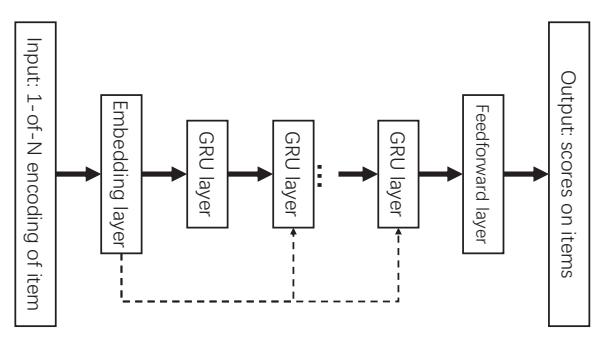 Input: 1-of-N encoding of item
Embedding layer
GRU layer
GRU layer
...
GRU layer
Feedforward layer
Output: scores on items